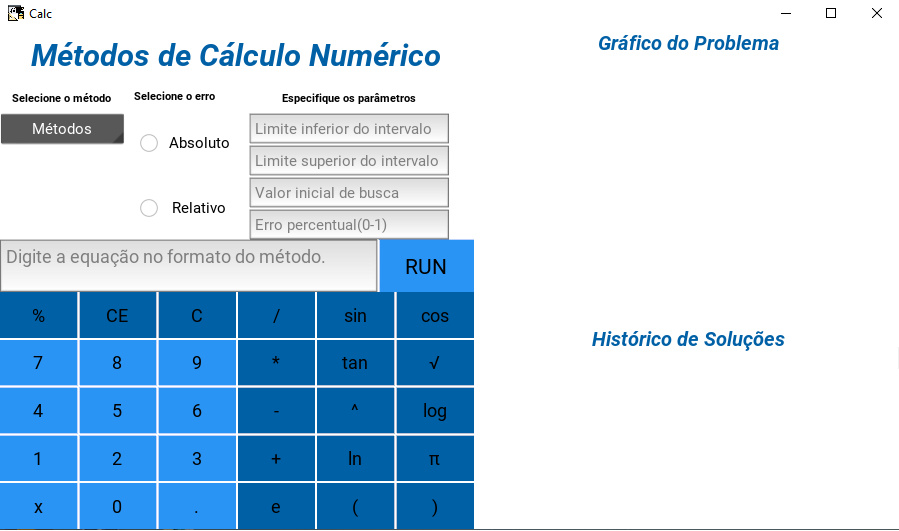 Calc
Métodos de Cálculo Numérico
Gráfico do Problema
Selecione o método
Selecione o erro
Especifique os parâmetros
Métodos
Absoluto
Relativo
Limite inferior do intervalo
Limite superior do intervalo
Valor inicial de busca
Erro percentual(0-1)
Digite a equação no formato do método.
RUN
% CE C / sin cos
7 8 9 * tan √
4 5 6 - ^ log
1 2 3 + ln π
x 0 . e ( )
Histórico de Soluções